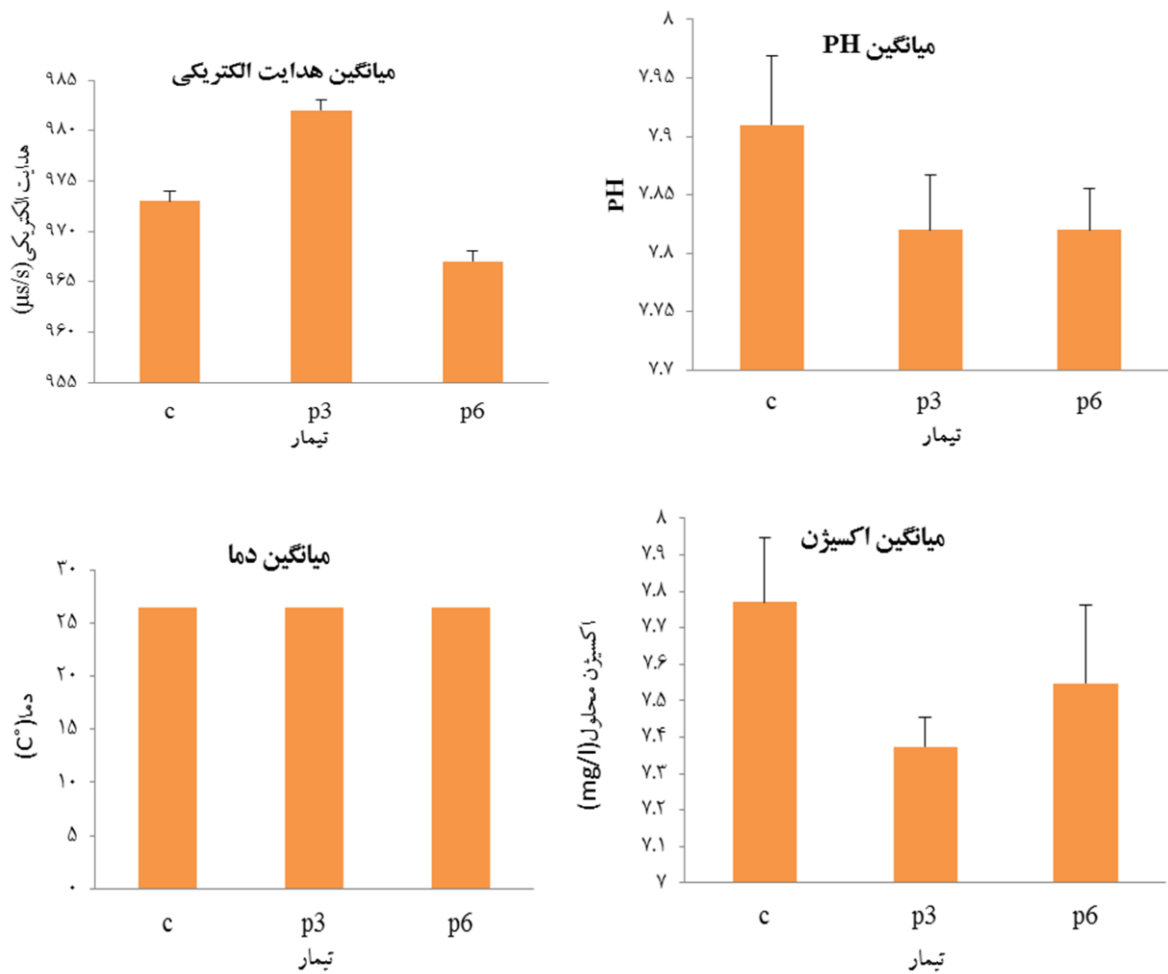 میانگین هدایت الکتریکی
هدایت الکتریکی(µs/s)
۹۸۵
۹۸۰
۹۷۵
۹۷۰
۹۶۵
۹۶۰
۹۵۵
c p3 p6
تیمار
میانگین PH
PH
۸
۷.۹۵
۷.۹
۷.۸۵
۷.۸
۷.۷۵
۷.۷
c p3 p6
تیمار
میانگین دما
دما(C°)
۳۰
۲۵
۲۰
۱۵
۱۰
۵
۰
c p3 p6
تیمار
میانگین اکسیژن
اکسیژن محلول(mg/l)
۸
۷.۹
۷.۸
۷.۷
۷.۶
۷.۵
۷.۴
۷.۳
۷.۲
۷.۱
۷
c p3 p6
تیمار